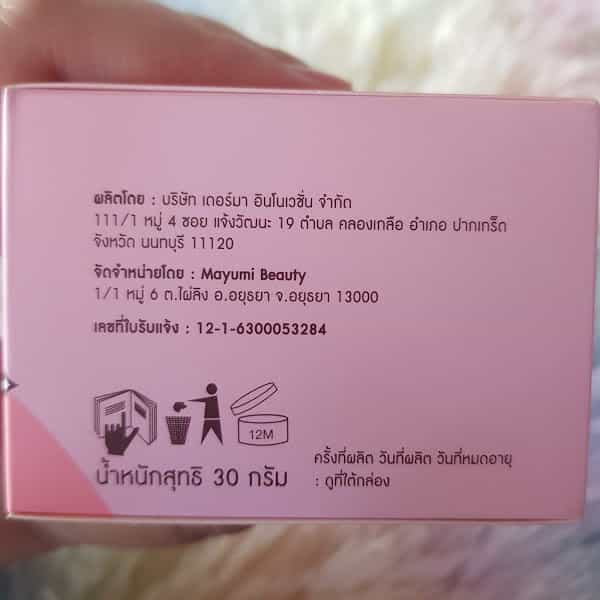 ผลิตโดย : บริษัท เดอร์มา อินโนเวชั่น จำกัด
111/1 หมู่ 4 ซอย แจ้งวัฒนะ 19 ตำบล คลองเกลือ อำเภอ ปากเกร็ด
จังหวัด นนทบุรี 11120
จัดจำหน่ายโดย : Mayumi Beauty
1/1 หมู่ 6 ต.ไผ่ลิง อ.อยุธยา จ.อยุธยา 13000
เลขที่ใบรับแจ้ง : 12-1-6300053284
12M
น้ำหนักสุทธิ 30 กรัม
ครั้งที่ผลิต วันที่ผลิต วันที่หมดอายุ
: ดูที่ใต้กล่อง